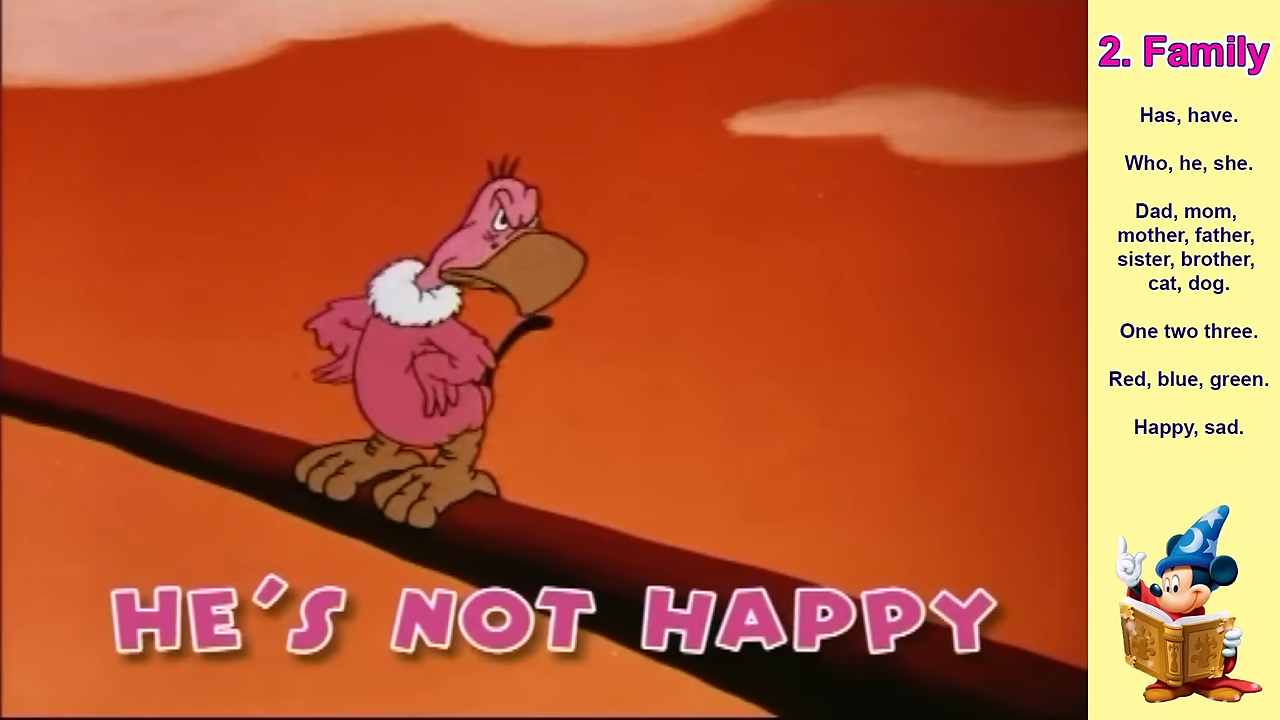 HE'S NOT HAPPY
2. Family
Has, have.
Who, he, she.
Dad, mom,
mother, father,
sister, brother,
cat, dog.
One two three.
Red, blue, green.
Happy, sad.